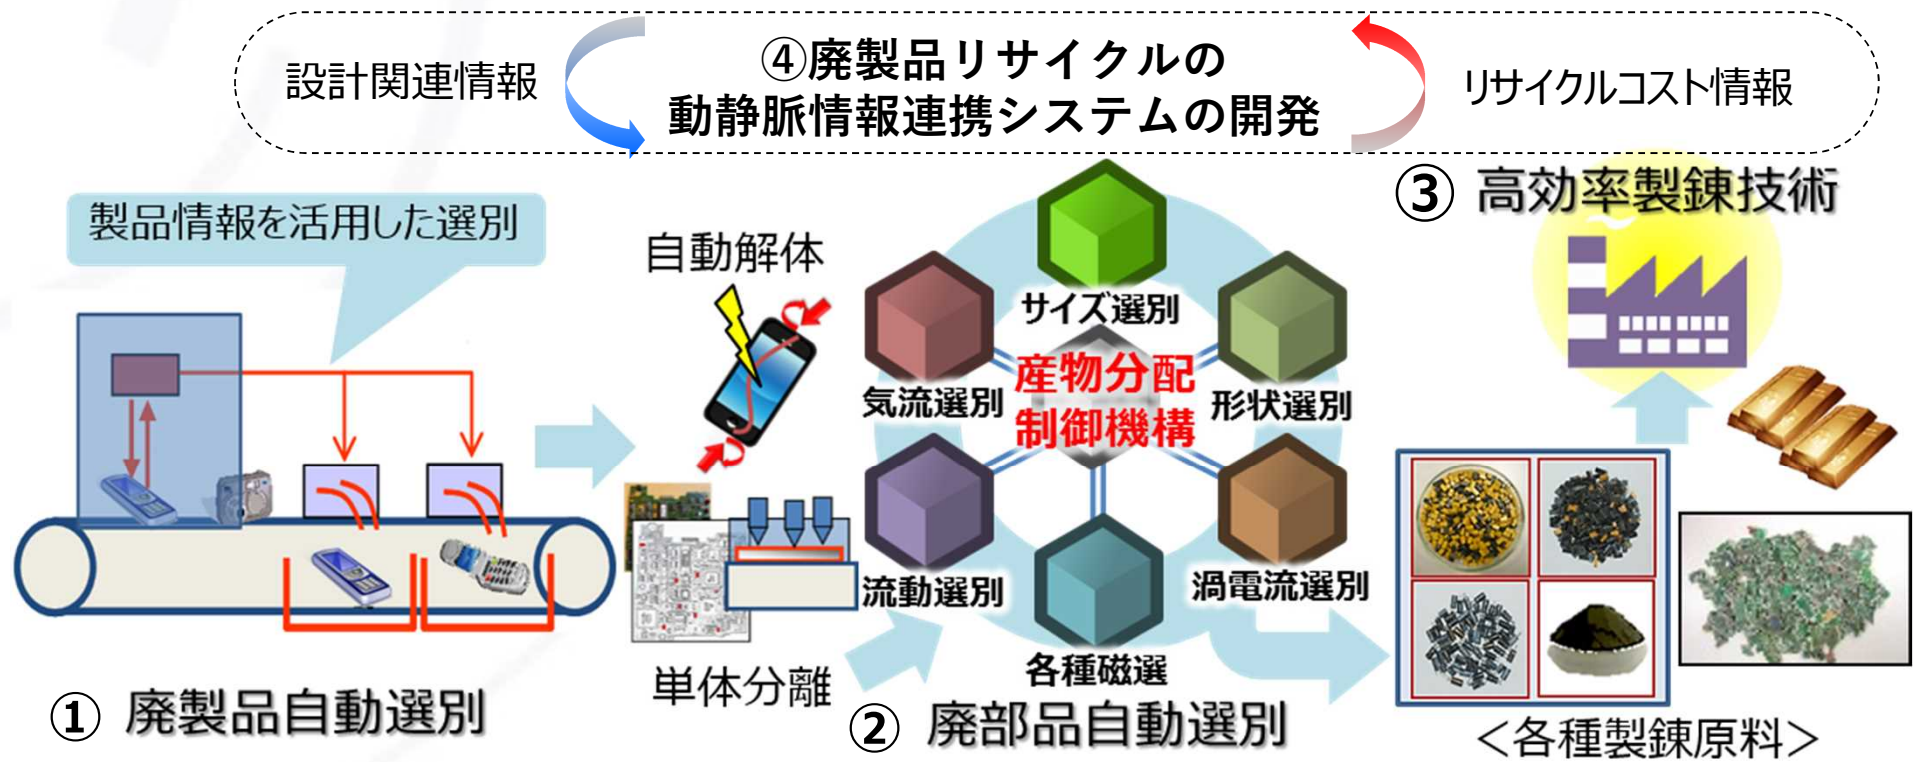 設計関連情報
④廃製品リサイクルの
動静脈情報連携システムの開発
リサイクルコスト情報
製品情報を活用した選別
① 廃製品自動選別
自動解体
単体分離
サイズ選別
気流選別
形状選別
産物分配
制御機構
流動選別
渦電流選別
各種磁選
② 廃部品自動選別
③ 高効率製錬技術
＜各種製錬原料＞